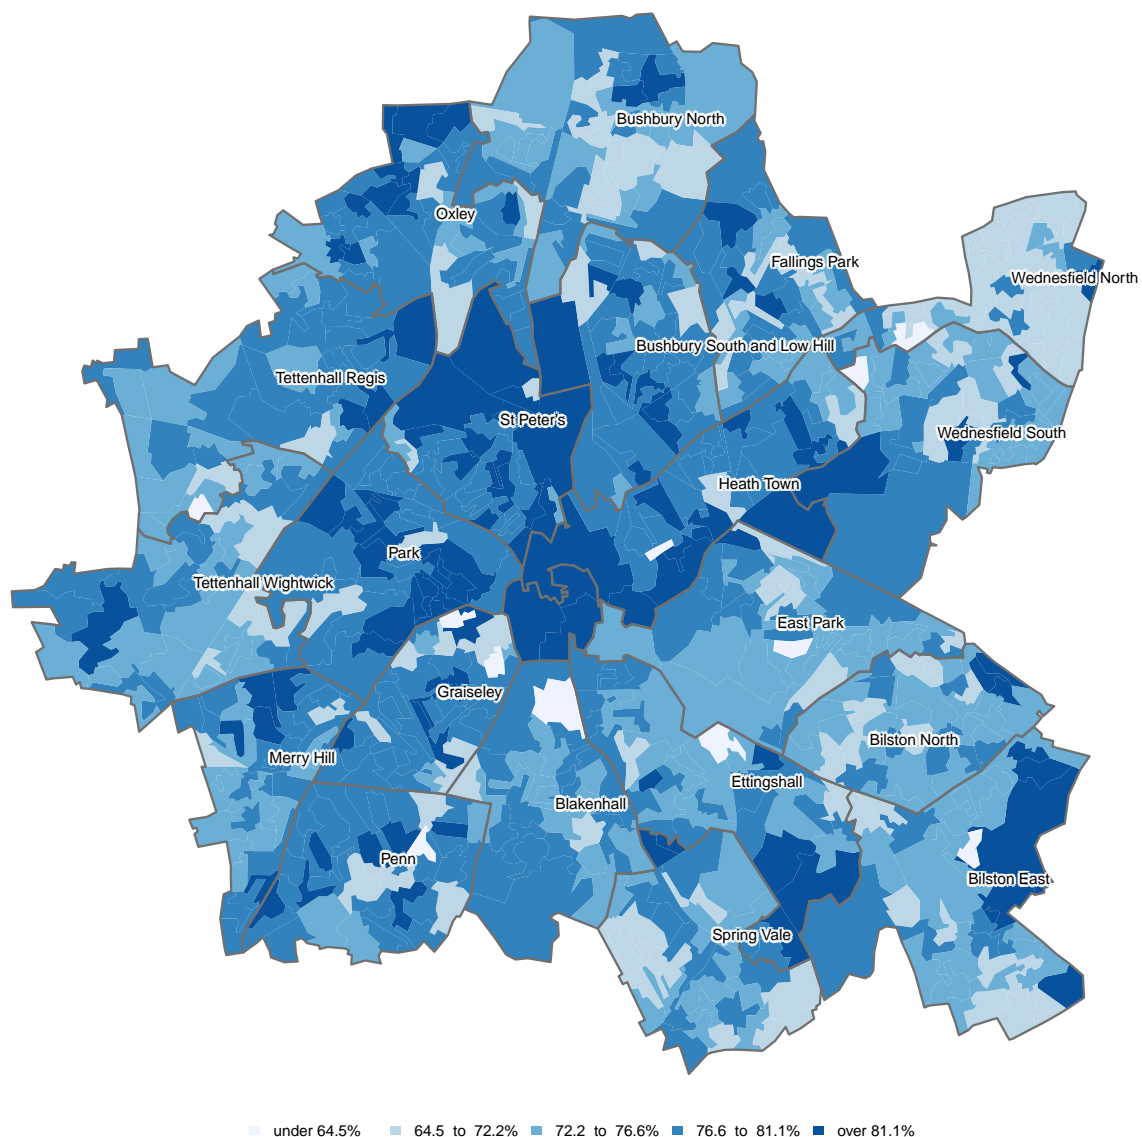 Bushbury North
Oxley
Fallings Park
Wednesfield North
Bushbury South and Low Hill
Tettenhall Regis
St Peter's
Wednesfield South
Heath Town
Park
Tettenhall Wightwick
East Park
Graiseley
Bilston North
Merry Hill
Ettingshall
Blakenhall
Penn
Bilston East
Spring Vale
under 64.5% 64.5 to 72.2% 72.2 to 76.6% 76.6 to 81.1% over 81.1%